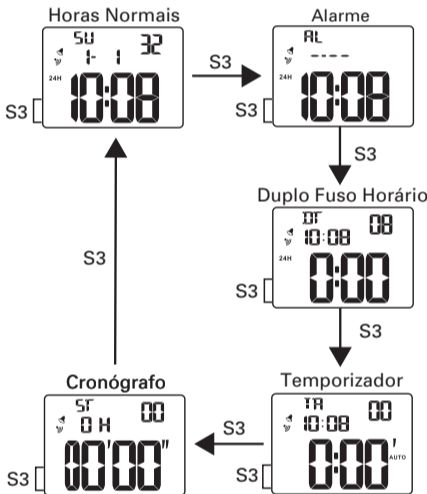 Horas Normais
SU 32
1- 1
24H
10:08
S3
S3
Alarme
AL
-----
24H
10:08
S3
S3
Duplo Fuso Horário
DT 08
10:08
24H
0:00
S3
S3
Temporizador
TR 00
10:08
0:00'
AUTO
S3
S3
Cronógrafo
ST 00
0 H
00'00"
S3
S3